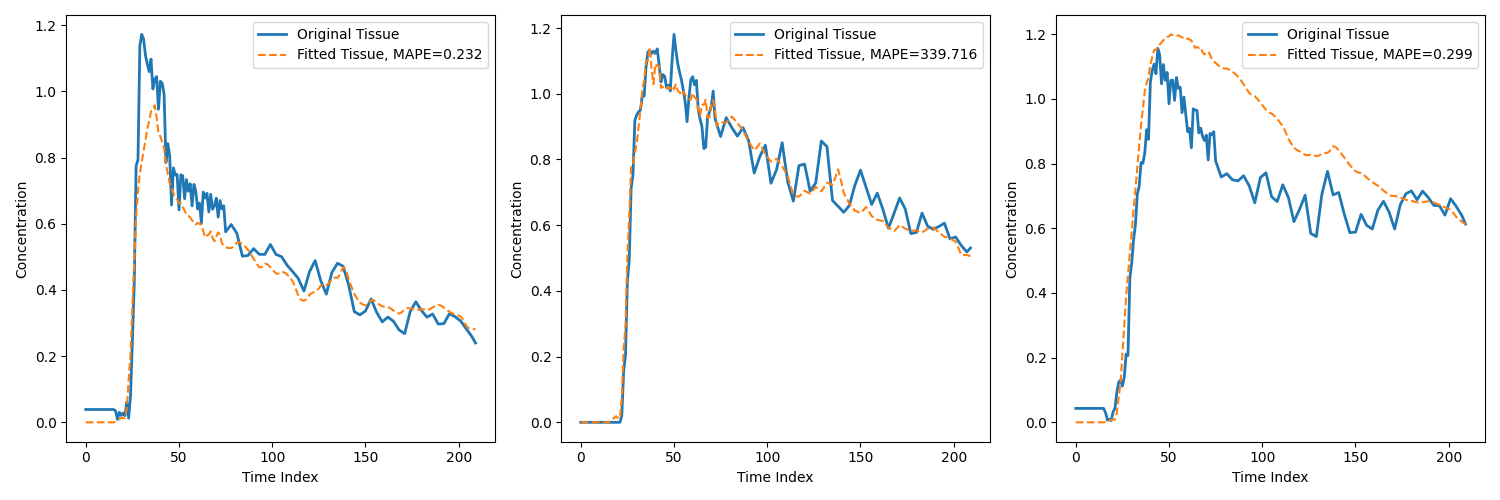 Original Tissue
Fitted Tissue, MAPE=0.232
Concentration
1.2
1.0
0.8
0.6
0.4
0.2
0.0
0 50 100 150 200
Time Index
Original Tissue
Fitted Tissue, MAPE=339.716
Concentration
1.2
1.0
0.8
0.6
0.4
0.2
0.0
0 50 100 150 200
Time Index
Original Tissue
Fitted Tissue, MAPE=0.299
Concentration
1.2
1.0
0.8
0.6
0.4
0.2
0.0
0 50 100 150 200
Time Index